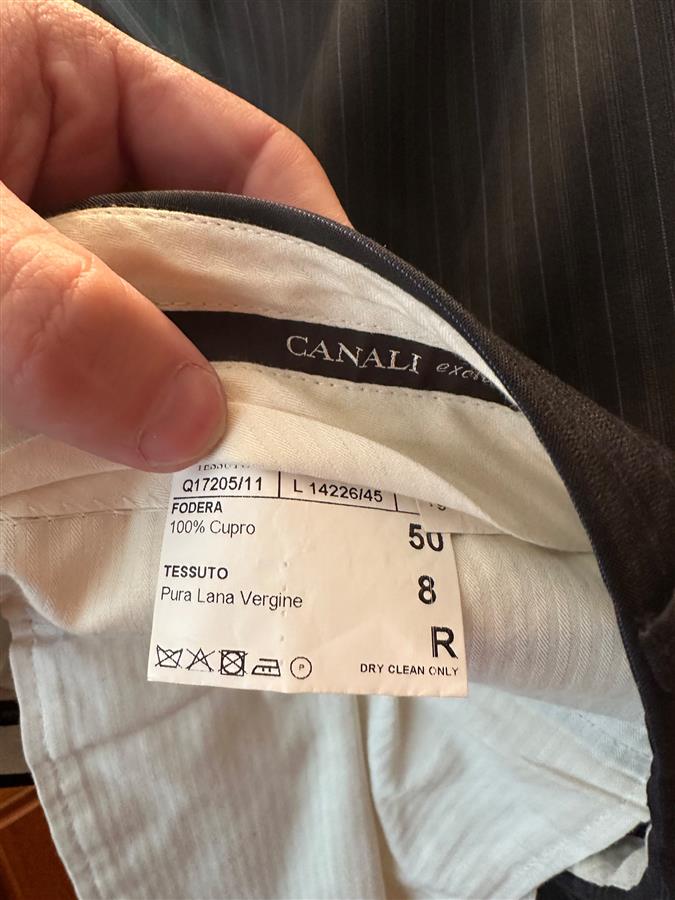 CANALI
Q17205/11 L 14226/45
FODERA
100% Cupro
50
TESSUTO
Pura Lana Vergine
8
R
P
DRY CLEAN ONLY